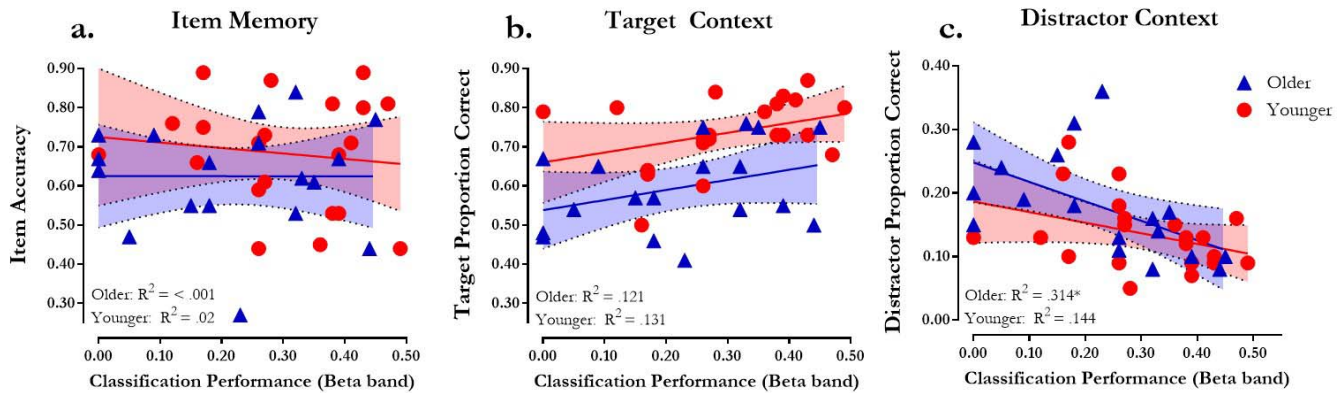 a.
Item Memory
Item Accuracy
0.90
0.80
0.70
0.60
0.50
0.40
0.30
Older: R² = < .001
Younger: R² = .02
0.00 0.10 0.20 0.30 0.40 0.50
Classification Performance (Beta band)
b.
Target Context
Target Proportion Correct
0.90
0.80
0.70
0.60
0.50
0.40
0.30
Older: R² = .121
Younger: R² = .131
0.00 0.10 0.20 0.30 0.40 0.50
Classification Performance (Beta band)
c.
Distractor Context
Distractor Proportion Correct
0.40
0.30
0.20
0.10
0.00
Older: R² = .314*
Younger: R² = .144
0.00 0.10 0.20 0.30 0.40 0.50
Classification Performance (Beta band)
Older
Younger